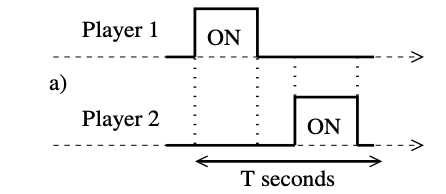 Player 1
ON
a)
Player 2
ON
T seconds